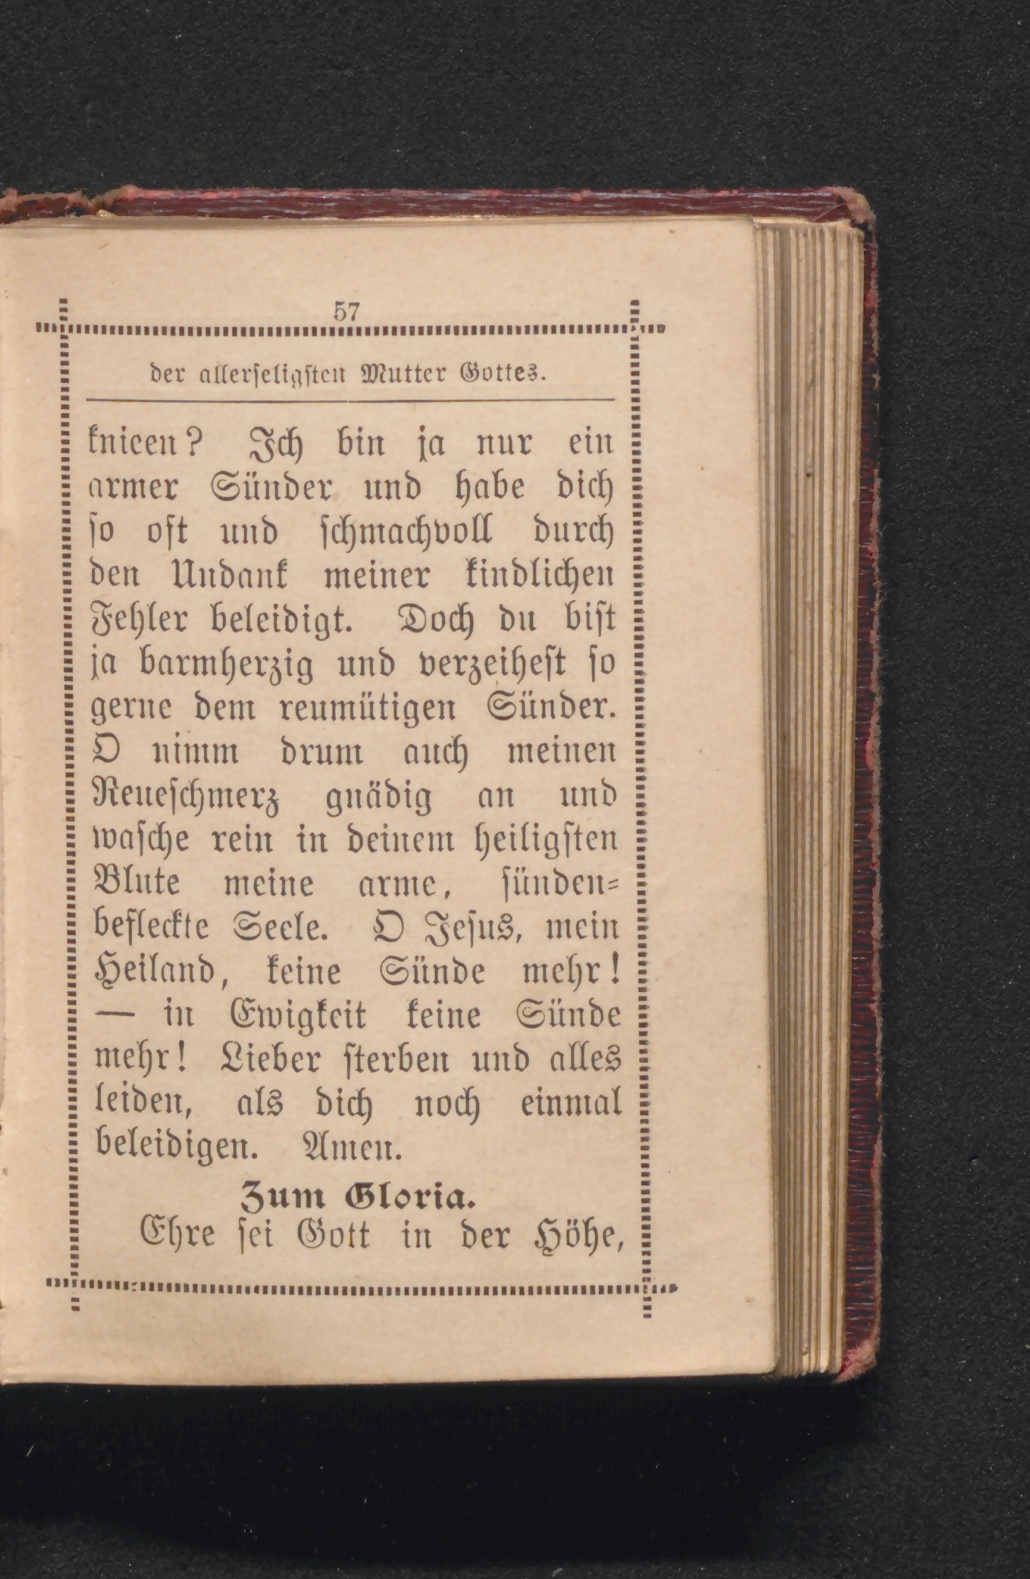 57
der allerseligsten Mutter Gottes.
knieen? Ich bin ja nur ein
armer Sünder und habe dich
so oft und schmachvoll durch
den Undank meiner kindlichen
Fehler beleidigt. Doch du bist
ja barmherzig und verzeihest so
gerne dem reumütigen Sünder.
O nimm drum auch meinen
Reueschmerz gnädig an und
wasche rein in deinem heiligsten
Blute meine arme, sünden-
befleckte Seele. O Jesus, mein
Heiland, keine Sünde mehr!
— in Ewigkeit keine Sünde
mehr! Lieber sterben und alles
leiden, als dich noch einmal
beleidigen. Amen.
Zum Gloria.
Ehre sei Gott in der Höhe,